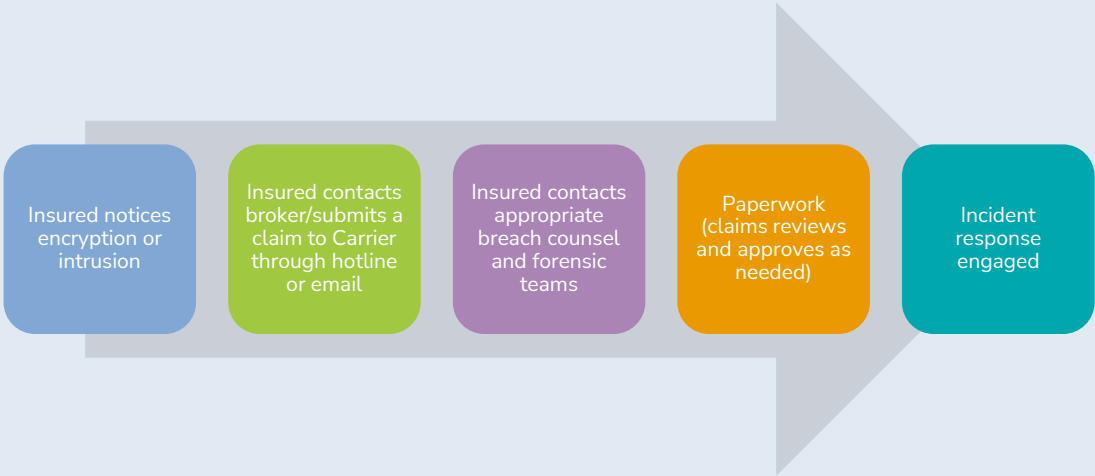 Insured notices
encryption or
intrusion
Insured contacts
broker/submits a
claim to Carrier
through hotline
or email
Insured contacts
appropriate
breach counsel
and forensic
teams
Paperwork
(claims reviews
and approves as
needed)
Incident
response
engaged